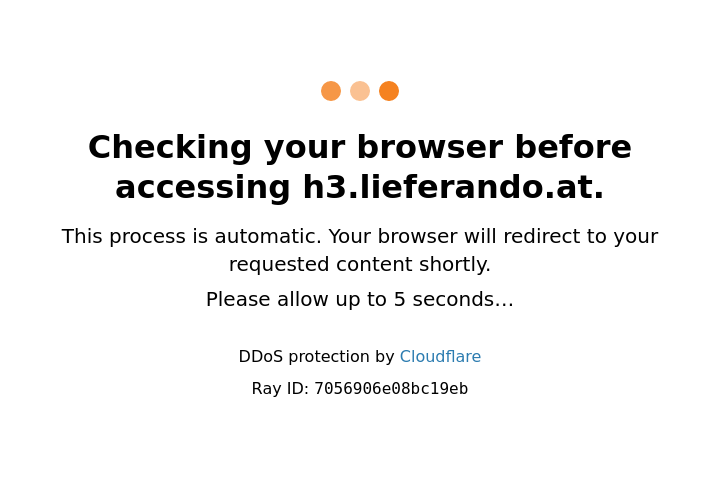 Checking your browser before
accessing h3.lieferando.at.
This process is automatic. Your browser will redirect to your
requested content shortly.
Please allow up to 5 seconds…
DDoS protection by Cloudflare
Ray ID: 7056906e08bc19eb